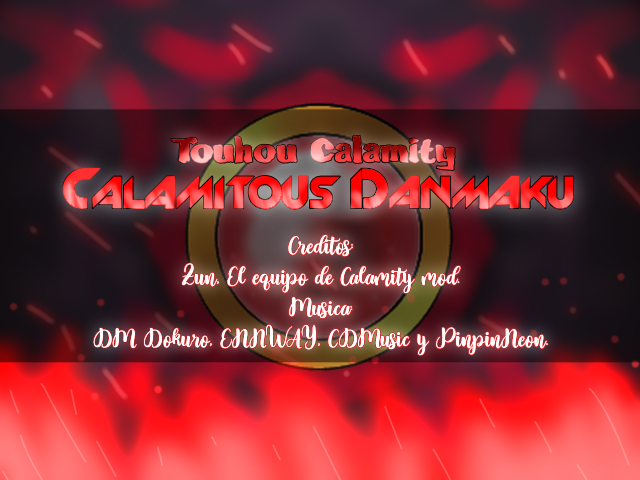 Touhou Calamity
Calamitous Danmaku
Creditos:
Zun, El equipo de Calamity mod.
Musica
DM Dokuro, ENNWAY, CDMusic y PinpinNeon.